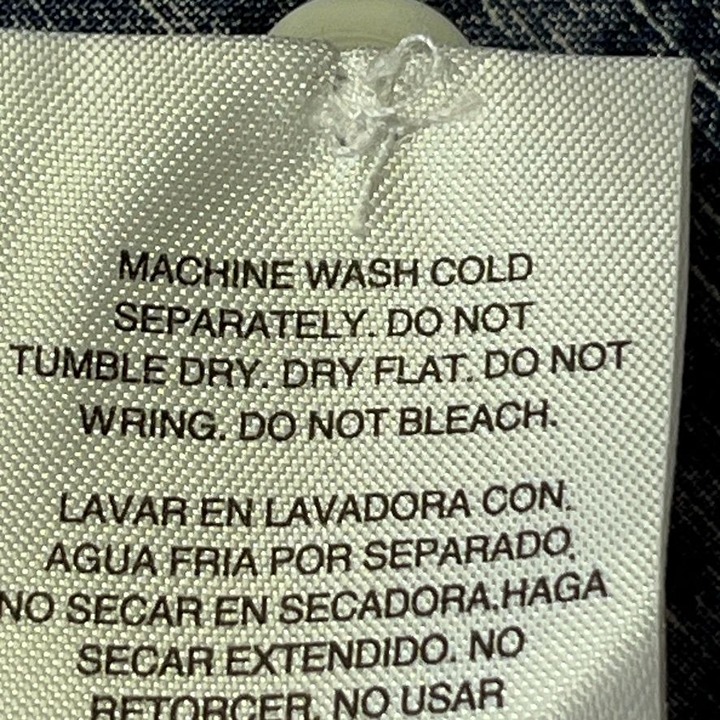 MACHINE WASH COLD
SEPARATELY. DO NOT
TUMBLE DRY. DRY FLAT. DO NOT
WRING. DO NOT BLEACH.
LAVAR EN LAVADORA CON.
AGUA FRIA POR SEPARADO.
NO SECAR EN SECADORA.HAGA
SECAR EXTENDIDO. NO
RETORCER. NO USAR